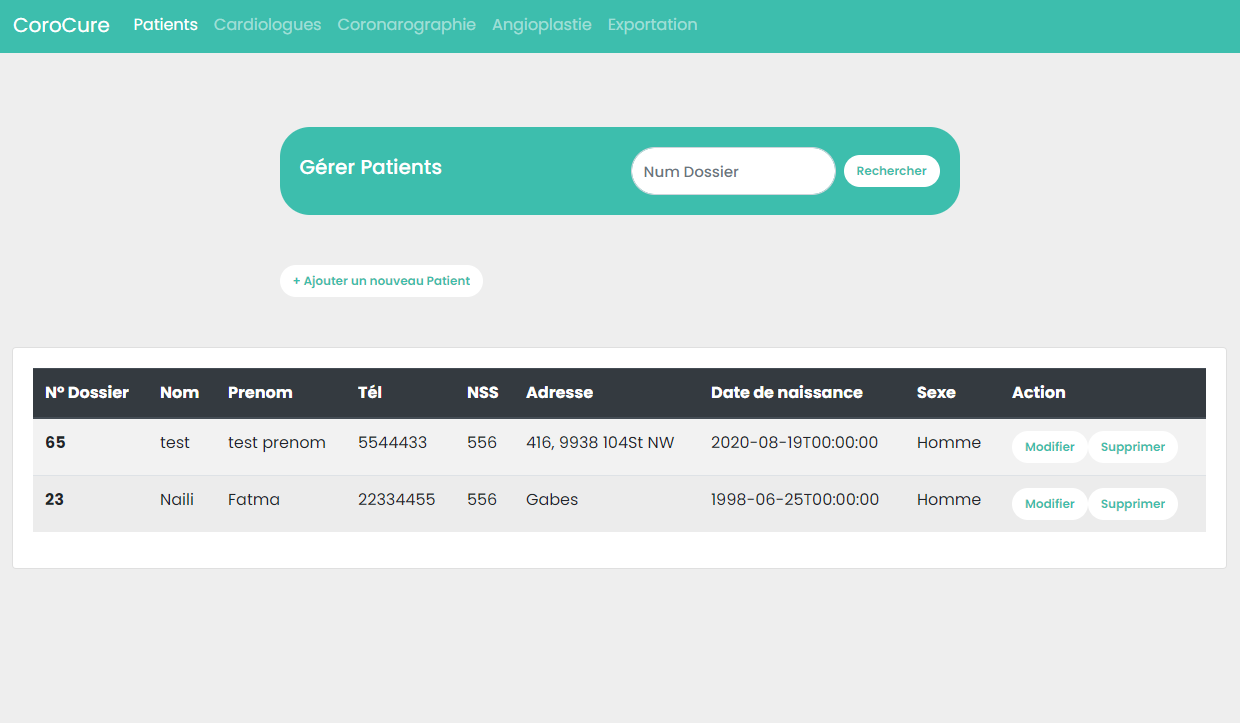 CoroCure Patients Cardiologues Coronarographie Angioplastie Exportation
Gérer Patients Num Dossier Rechercher
+ Ajouter un nouveau Patient
Nº Dossier Nom Prenom Tél NSS Adresse Date de naissance Sexe Action
65 test test prenom 5544433 556 416, 9938 104St NW 2020-08-19T00:00:00 Homme Modifier Supprimer
23 Naili Fatma 22334455 556 Gabes 1998-06-25T00:00:00 Homme Modifier Supprimer